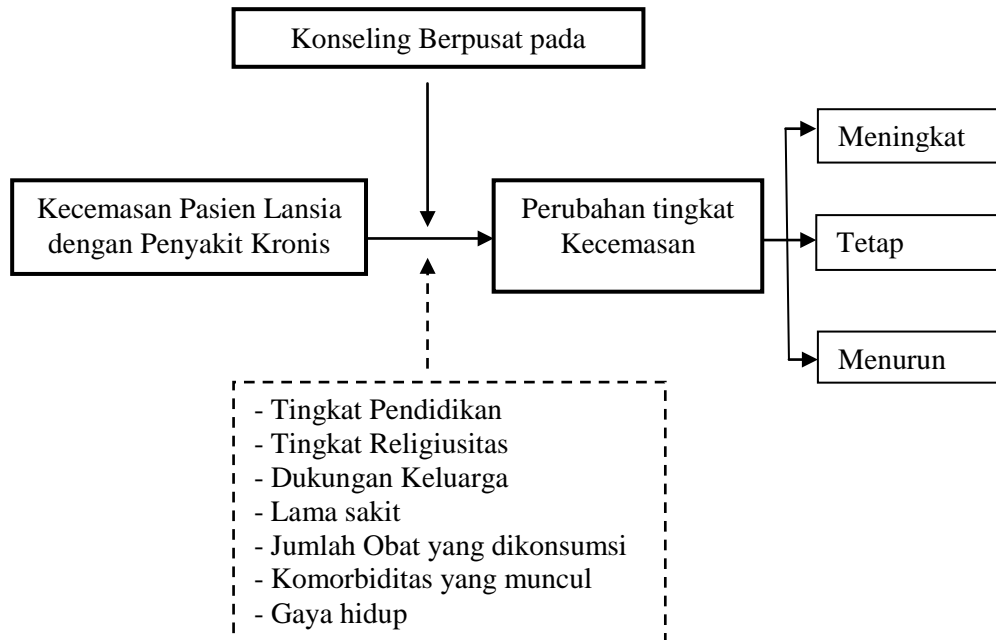 Konseling Berpusat pada
Kecemasan Pasien Lansia
dengan Penyakit Kronis
Perubahan tingkat
Kecemasan
Meningkat
Tetap
Menurun
- Tingkat Pendidikan
- Tingkat Religiusitas
- Dukungan Keluarga
- Lama sakit
- Jumlah Obat yang dikonsumsi
- Komorbiditas yang muncul
- Gaya hidup